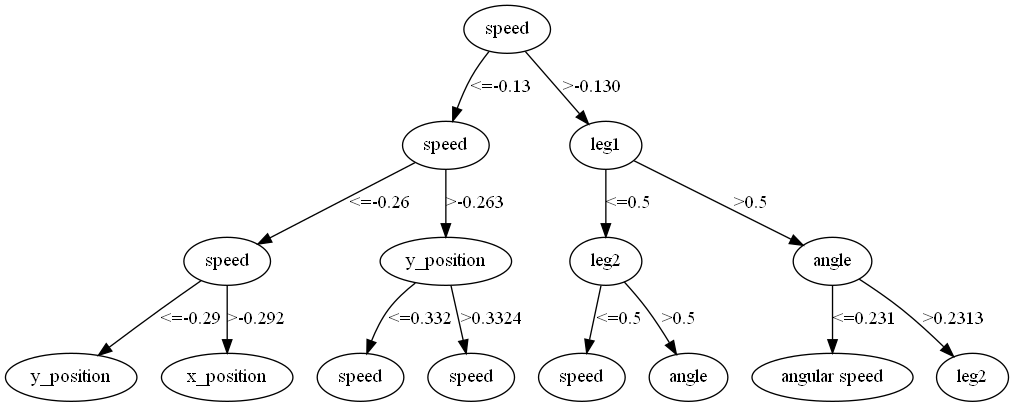 speed
<=-0.13
>-0.130
speed
leg1
<=-0.26
>-0.263
<=0.5
>0.5
speed
y_position
leg2
angle
<=-0.29
>-0.292
<=0.332
>0.3324
<=0.5
>0.5
<=0.231
>0.2313
y_position
x_position
speed
speed
speed
angle
angular speed
leg2